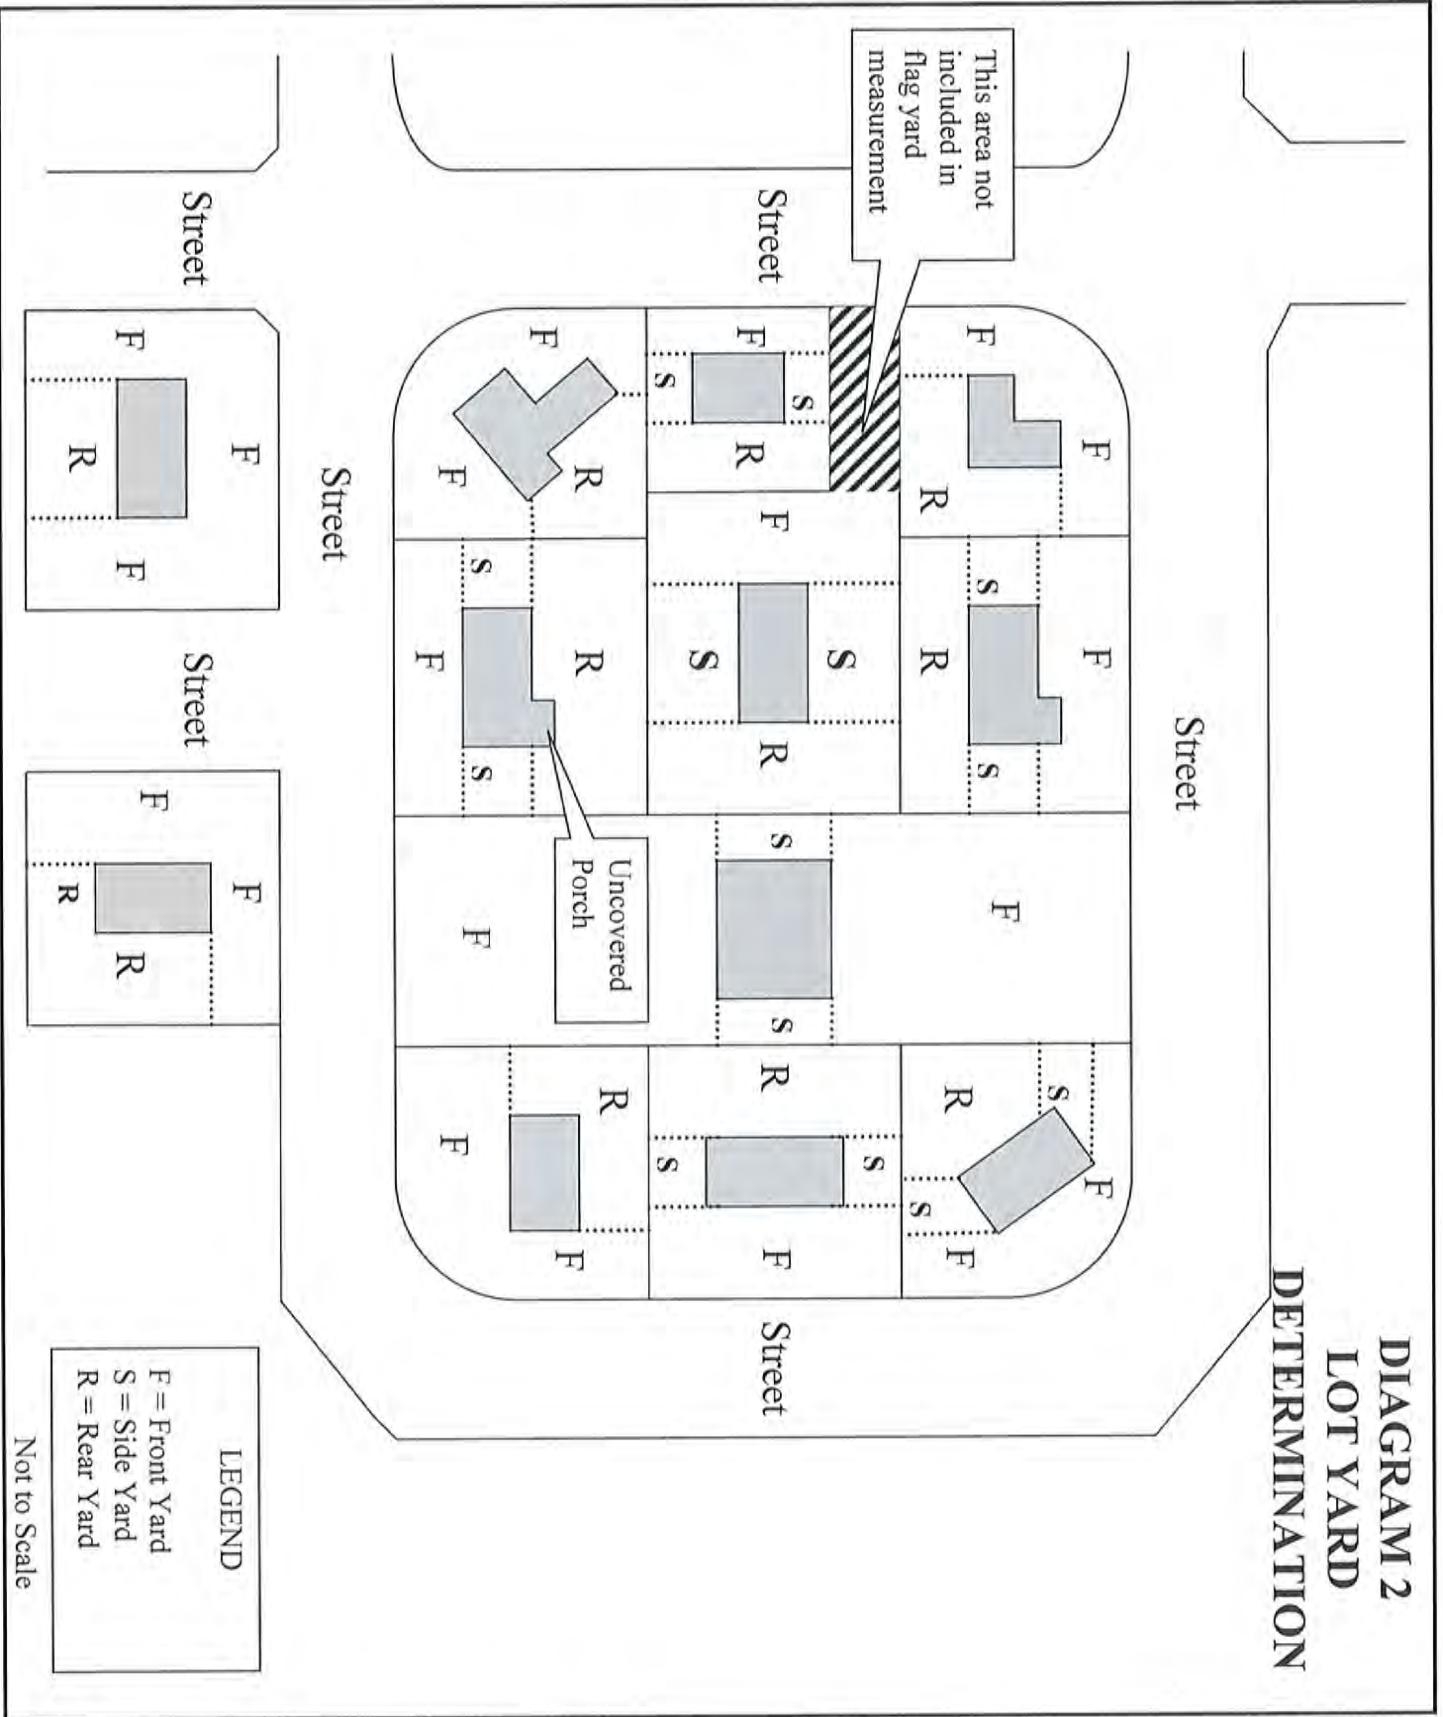 DIAGRAM 2
LOT YARD
DETERMINATION
Street
F
F
F
s
F
This area not
included in
flag yard
measurement
F
s
s
R
F
R
R
s
s
S
s
Street
F
R
F
R
s
s
R
F
Street
S
s
s
Uncovered
Porch
R
R
R
F
F
s
s
F
F
F
F
Street
F
F
Street
Street
F
F
F
R
R
R
LEGEND
F = Front Yard
S = Side Yard
R = Rear Yard
Not to Scale